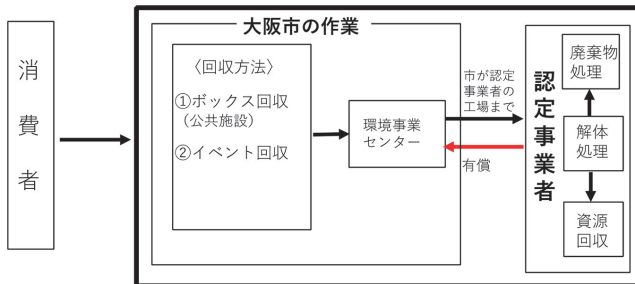 大阪市の作業
消費者
〈回収方法〉
①ボックス回収
(公共施設)
②イベント回収
環境事業
センター
市が認定
事業者の
工場まで
有償
認定事業者
廃棄物
処理
解体
処理
資源
回収